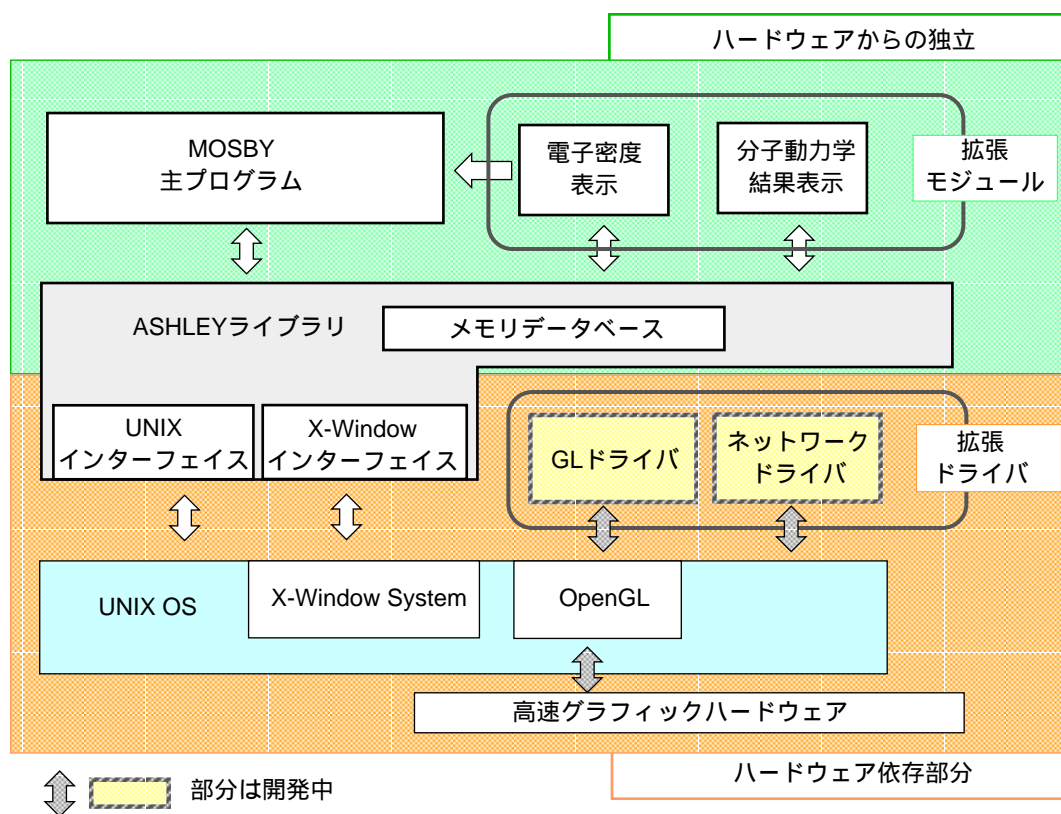 ハードウェアからの独立
MOSBY
主プログラム
電子密度
表示
分子動力学
結果表示
拡張
モジュール
ASHLEYライブラリ
メモリデータベース
UNIX
インターフェイス
X-Window
インターフェイス
GLドライバ
ネットワーク
ドライバ
拡張
ドライバ
UNIX OS
X-Window System
OpenGL
高速グラフィックハードウェア
ハードウェア依存部分
部分は開発中